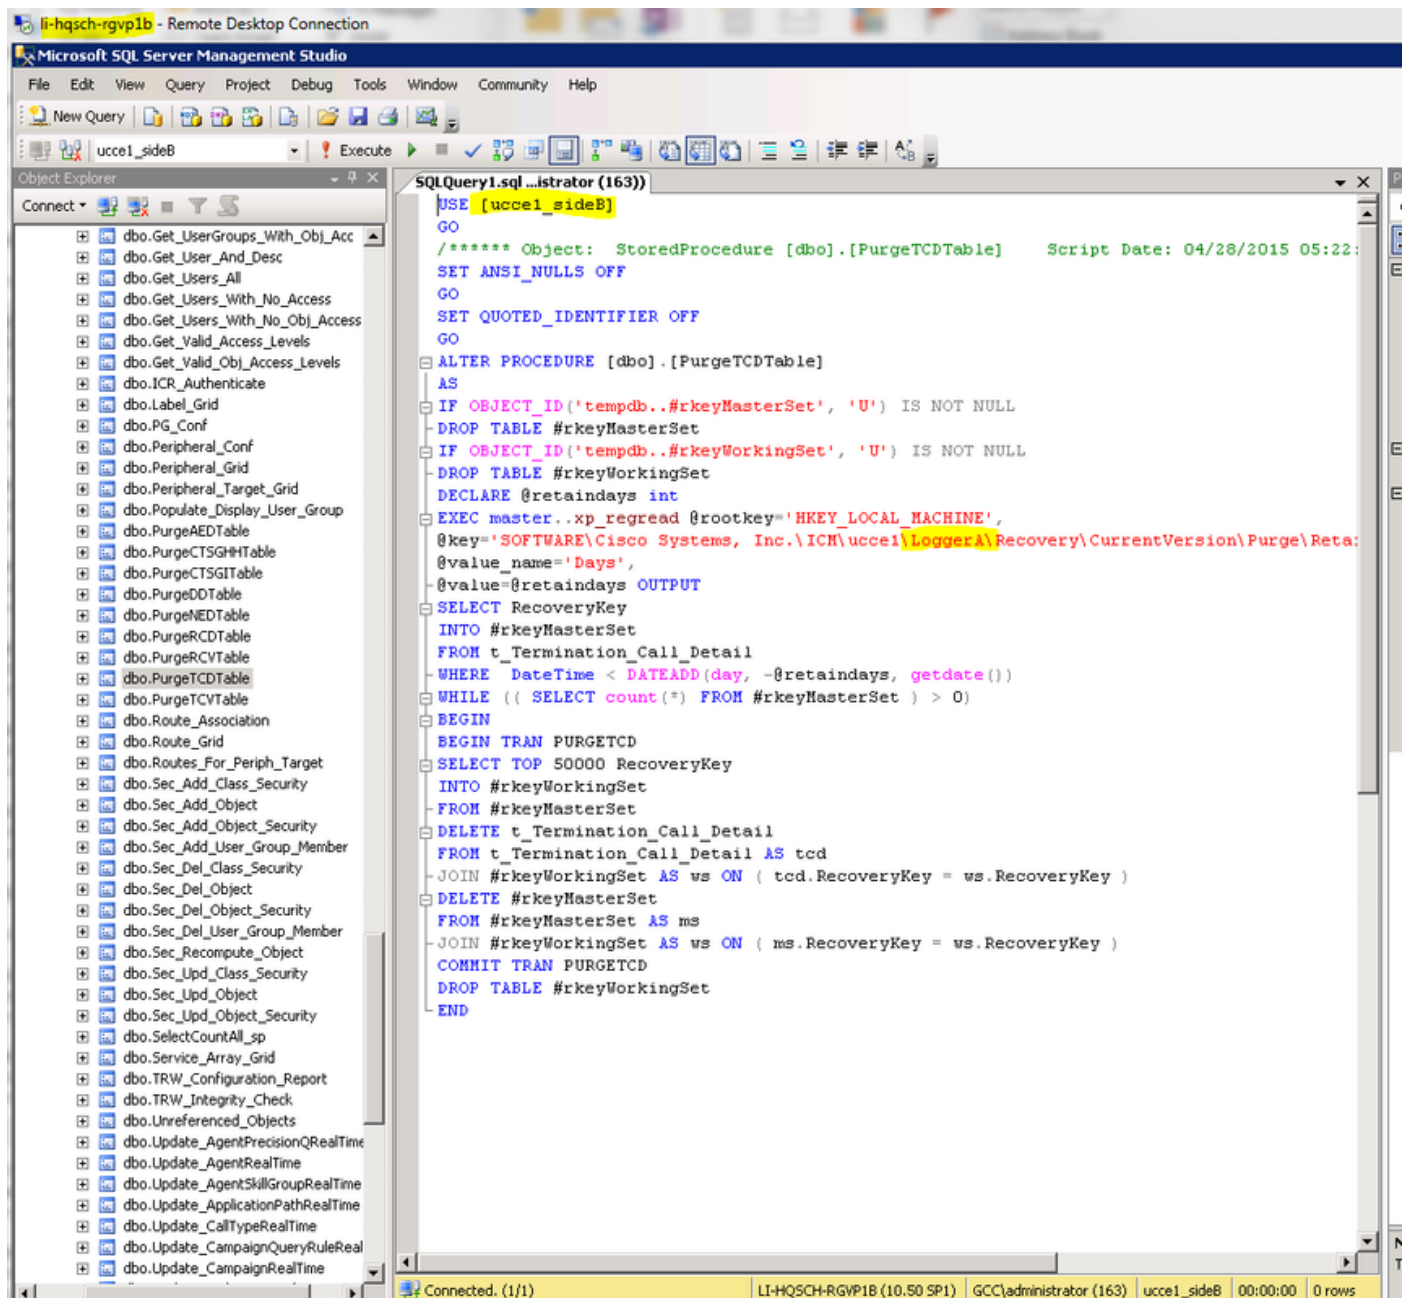 li-hqsch-rgvp1b - Remote Desktop Connection
Microsoft SQL Server Management Studio
File Edit View Query Project Debug Tools Window Community Help
New Query
ucce1_sideB Execute
Object Explorer
Connect
dbo.Get_UserGroups_With_Obj_Acc
dbo.Get_User_And_Desc
dbo.Get_Users_All
dbo.Get_Users_With_No_Access
dbo.Get_Users_With_No_Obj_Access
dbo.Get_Valid_Access_Levels
dbo.Get_Valid_Obj_Access_Levels
dbo.ICR_Authenticate
dbo.Label_Grid
dbo.PG_Conf
dbo.Peripheral_Conf
dbo.Peripheral_Grid
dbo.Peripheral_Target_Grid
dbo.Populate_Display_User_Group
dbo.PurgeAEDTable
dbo.PurgeCTSGHHTable
dbo.PurgeCTSGITable
dbo.PurgeDDTable
dbo.PurgeNEDTable
dbo.PurgeRCDTable
dbo.PurgeRCVTable
dbo.PurgeTCDTable
dbo.PurgeTCVTable
dbo.Route_Association
dbo.Route_Grid
dbo.Routes_For_Periph_Target
dbo.Sec_Add_Class_Security
dbo.Sec_Add_Object
dbo.Sec_Add_Object_Security
dbo.Sec_Add_User_Group_Member
dbo.Sec_Del_Class_Security
dbo.Sec_Del_Object
dbo.Sec_Del_Object_Security
dbo.Sec_Del_User_Group_Member
dbo.Sec_Recompute_Object
dbo.Sec_Upd_Class_Security
dbo.Sec_Upd_Object
dbo.Sec_Upd_Object_Security
dbo.SelectCountAll_sp
dbo.Service_Array_Grid
dbo.TRW_Configuration_Report
dbo.TRW_Integrity_Check
dbo.Unreferenced_Objects
dbo.Update_AgentPrecisionQRealTime
dbo.Update_AgentRealTime
dbo.Update_AgentSkillGroupRealTime
dbo.Update_ApplicationPathRealTime
dbo.Update_CallTypeRealTime
dbo.Update_CampaignQueryRuleReal
dbo.Update_CampaignRealTime
SQLQuery1.sql ...istrator (163))
USE [ucce1_sideB]
GO
/****** Object: StoredProcedure [dbo].[PurgeTCDTable] Script Date: 04/28/2015 05:22:
SET ANSI_NULLS OFF
GO
SET QUOTED_IDENTIFIER OFF
GO
ALTER PROCEDURE [dbo].[PurgeTCDTable]
AS
IF OBJECT_ID('tempdb..#rkeyMasterSet', 'U') IS NOT NULL
DROP TABLE #rkeyMasterSet
IF OBJECT_ID('tempdb..#rkeyWorkingSet', 'U') IS NOT NULL
DROP TABLE #rkeyWorkingSet
DECLARE @retaindays int
EXEC master..xp_regread @rootkey='HKEY_LOCAL_MACHINE',
@key='SOFTWARE\Cisco Systems, Inc.\ICM\ucce1\LoggerA\Recovery\CurrentVersion\Purge\Reta
@value_name='Days',
@value=@retaindays OUTPUT
SELECT RecoveryKey
INTO #rkeyMasterSet
FROM t_Termination_Call_Detail
WHERE DateTime < DATEADD(day, -@retaindays, getdate())
WHILE (( SELECT count(*) FROM #rkeyMasterSet ) > 0)
BEGIN
BEGIN TRAN PURGETCD
SELECT TOP 50000 RecoveryKey
INTO #rkeyWorkingSet
FROM #rkeyMasterSet
DELETE t_Termination_Call_Detail
FROM t_Termination_Call_Detail AS tcd
JOIN #rkeyWorkingSet AS ws ON ( tcd.RecoveryKey = ws.RecoveryKey )
DELETE #rkeyMasterSet
FROM #rkeyMasterSet AS ms
JOIN #rkeyWorkingSet AS ws ON ( ms.RecoveryKey = ws.RecoveryKey )
COMMIT TRAN PURGETCD
DROP TABLE #rkeyWorkingSet
END
Connected. (1/1) LI-HQSCH-RGVP1B (10.50 SP1) GCC\administrator (163) ucce1_sideB 00:00:00 0 rows